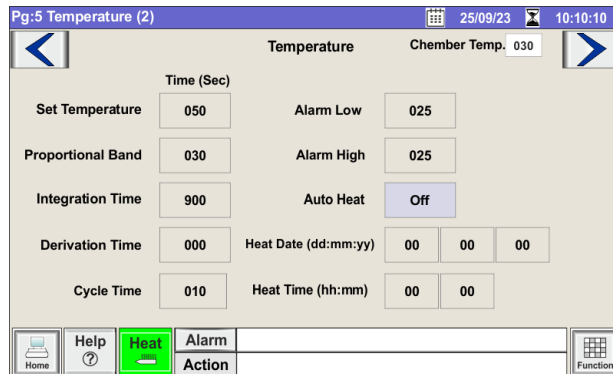 Pg:5 Temperature (2) 25/09/23 10:10:10
Temperature Chember Temp. 030
Time (Sec)
Set Temperature 050 Alarm Low 025
Proportional Band 030 Alarm High 025
Integration Time 900 Auto Heat Off
Derivation Time 000 Heat Date (dd:mm:yy) 00 00 00
Cycle Time 010 Heat Time (hh:mm) 00 00
Home Help ? Heat Alarm Function
Action